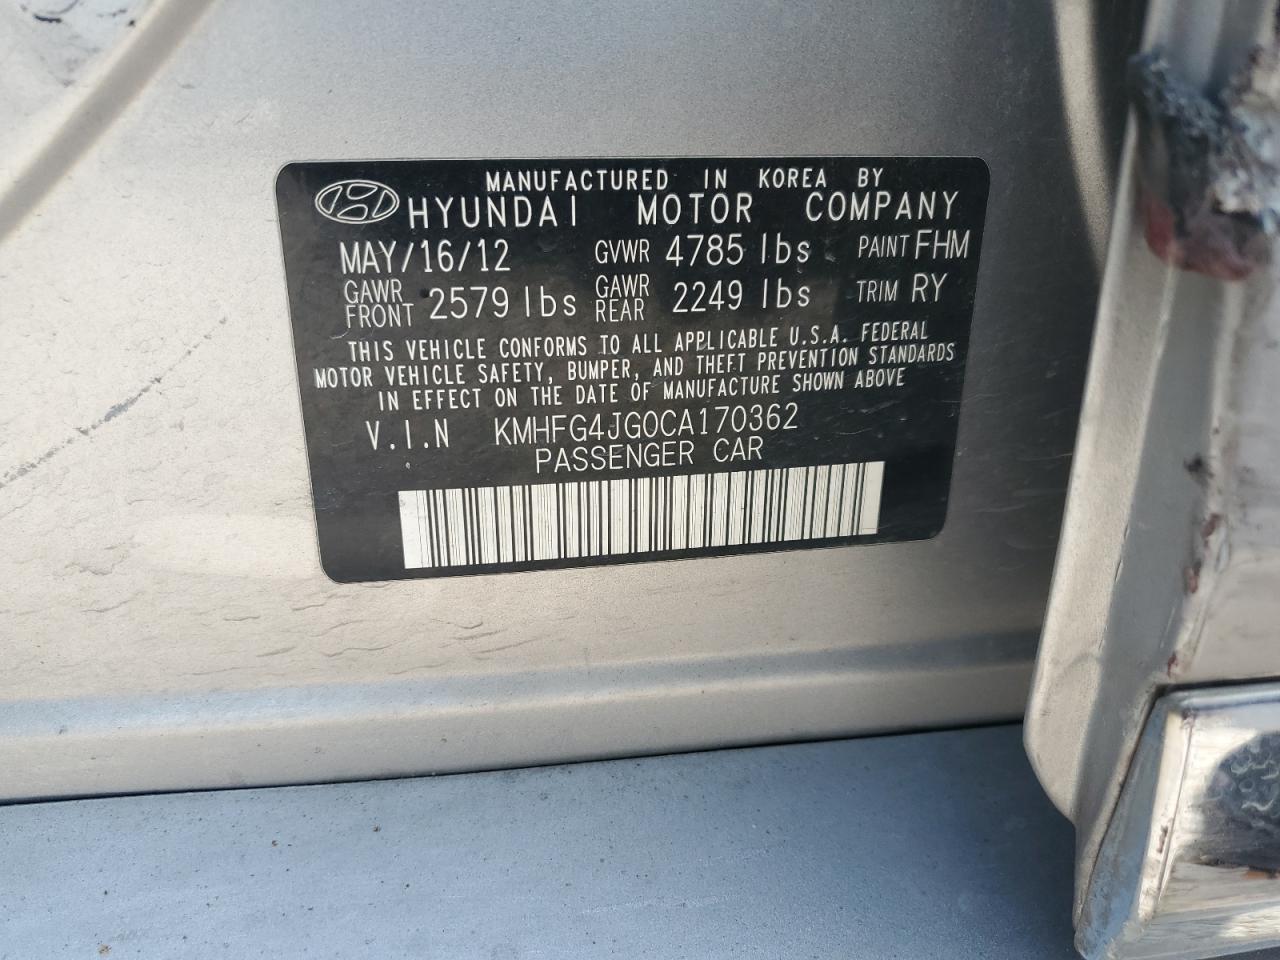 MANUFACTURED IN KOREA BY
HYUNDAI MOTOR COMPANY
MAY/16/12 GVWR 4785 lbs PAINT FHM
GAWR FRONT 2579 lbs GAWR REAR 2249 lbs TRIM RY
THIS VEHICLE CONFORMS TO ALL APPLICABLE U.S.A. FEDERAL
MOTOR VEHICLE SAFETY, BUMPER, AND THEFT PREVENTION STANDARDS
IN EFFECT ON THE DATE OF MANUFACTURE SHOWN ABOVE
V.I.N KMHFG4JG0CA170362
PASSENGER CAR